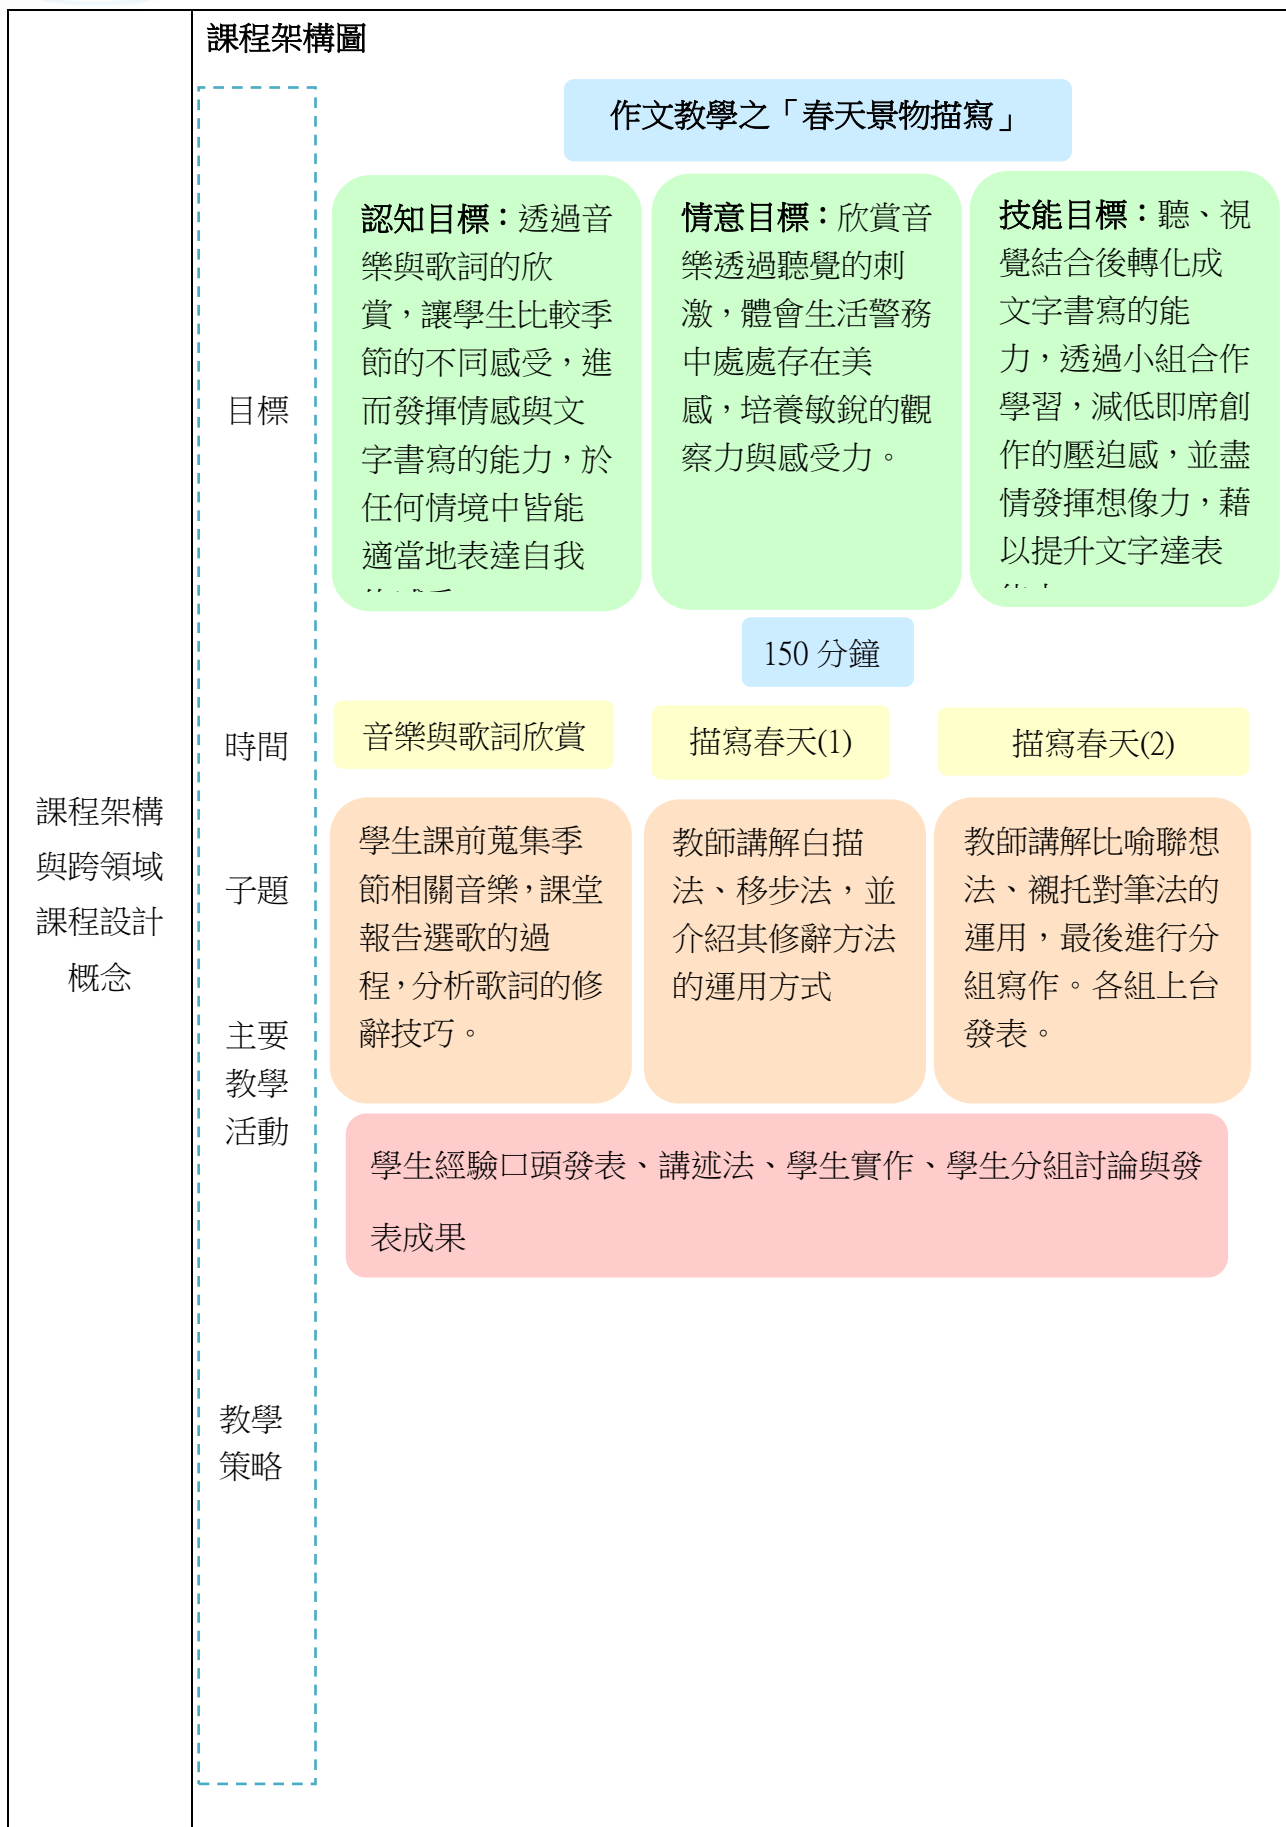 課程架構圖
作文教學之「春天景物描寫」
課程架構
與跨領域
課程設計
概念
目標
認知目標：透過音
樂與歌詞的欣
賞，讓學生比較季
節的不同感受，進
而發揮情感與文
字書寫的能力，於
任何情境中皆能
適當地表達自我
情意目標：欣賞音
樂透過聽覺的刺
激，體會生活警務
中處處存在美
感，培養敏銳的觀
察力與感受力。
技能目標：聽、視
覺結合後轉化成
文字書寫的能
力，透過小組合作
學習，減低即席創
作的壓迫感，並盡
情發揮想像力，藉
以提升文字達表
150 分鐘
時間
音樂與歌詞欣賞
描寫春天(1)
描寫春天(2)
子題
學生課前蒐集季
節相關音樂，課堂
報告選歌的過
程，分析歌詞的修
辭技巧。
教師講解白描
法、移步法，並
介紹其修辭方法
的運用方式
教師講解比喻聯想
法、襯托對筆法的
運用，最後進行分
組寫作。各組上台
發表。
主要
教學
活動
學生經驗口頭發表、講述法、學生實作、學生分組討論與發
表成果
教學
策略